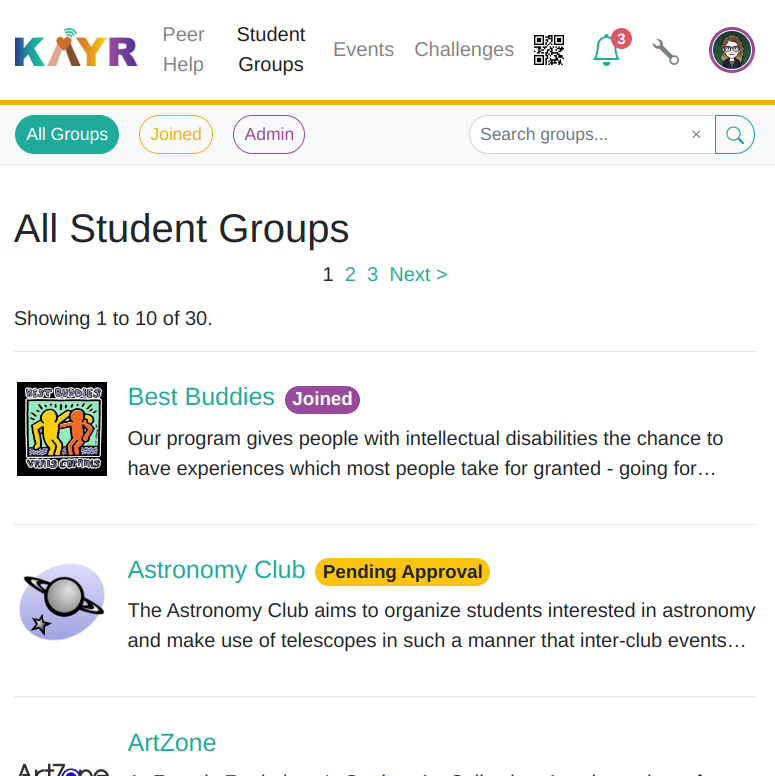 KAYR
Peer Help
Student Groups
Events
Challenges
3
All Groups
Joined
Admin
Search groups...
×
All Student Groups
1 2 3 Next >
Showing 1 to 10 of 30.
BEST BUDDIES
VRAIS COPAINS
Best Buddies Joined
Our program gives people with intellectual disabilities the chance to
have experiences which most people take for granted - going for…
Astronomy Club Pending Approval
The Astronomy Club aims to organize students interested in astronomy
and make use of telescopes in such a manner that inter-club events…
ArtZone
ArtZone